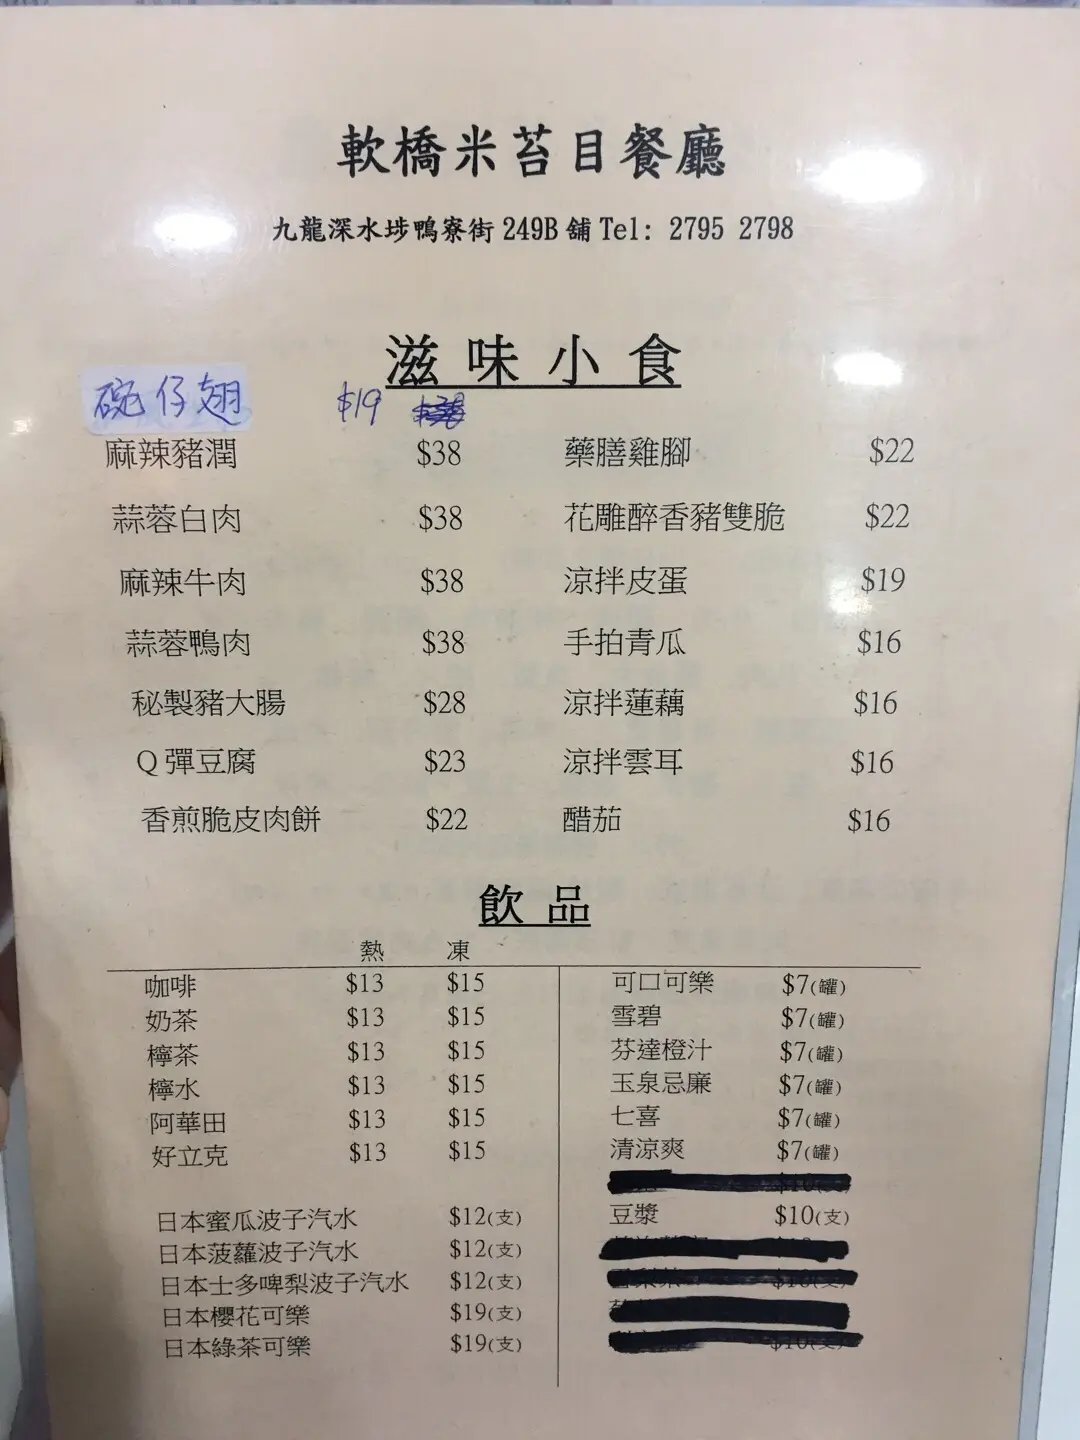 軟橋米苔目餐廳
九龍深水埗鴨寮街 249B 舖 Tel: 2795 2798
滋味小食
碗仔翅 $19
麻辣豬潤 $38 藥膳雞腳 $22
蒜蓉白肉 $38 花雕醉香豬雙脆 $22
麻辣牛肉 $38 涼拌皮蛋 $19
蒜蓉鴨肉 $38 手拍青瓜 $16
秘製豬大腸 $28 涼拌蓮藕 $16
Q 彈豆腐 $23 涼拌雲耳 $16
香煎脆皮肉餅 $22 醋茄 $16
飲品
熱 凍
咖啡 $13 $15 可口可樂 $7(罐)
奶茶 $13 $15 雪碧 $7(罐)
檸茶 $13 $15 芬達橙汁 $7(罐)
檸水 $13 $15 玉泉忌廉 $7(罐)
阿華田 $13 $15 七喜 $7(罐)
好立克 $13 $15 清涼爽 $7(罐)
日本蜜瓜波子汽水 $12(支) 豆漿 $10(支)
日本菠蘿波子汽水 $12(支)
日本士多啤梨波子汽水 $12(支)
日本櫻花可樂 $19(支)
日本綠茶可樂 $19(支)